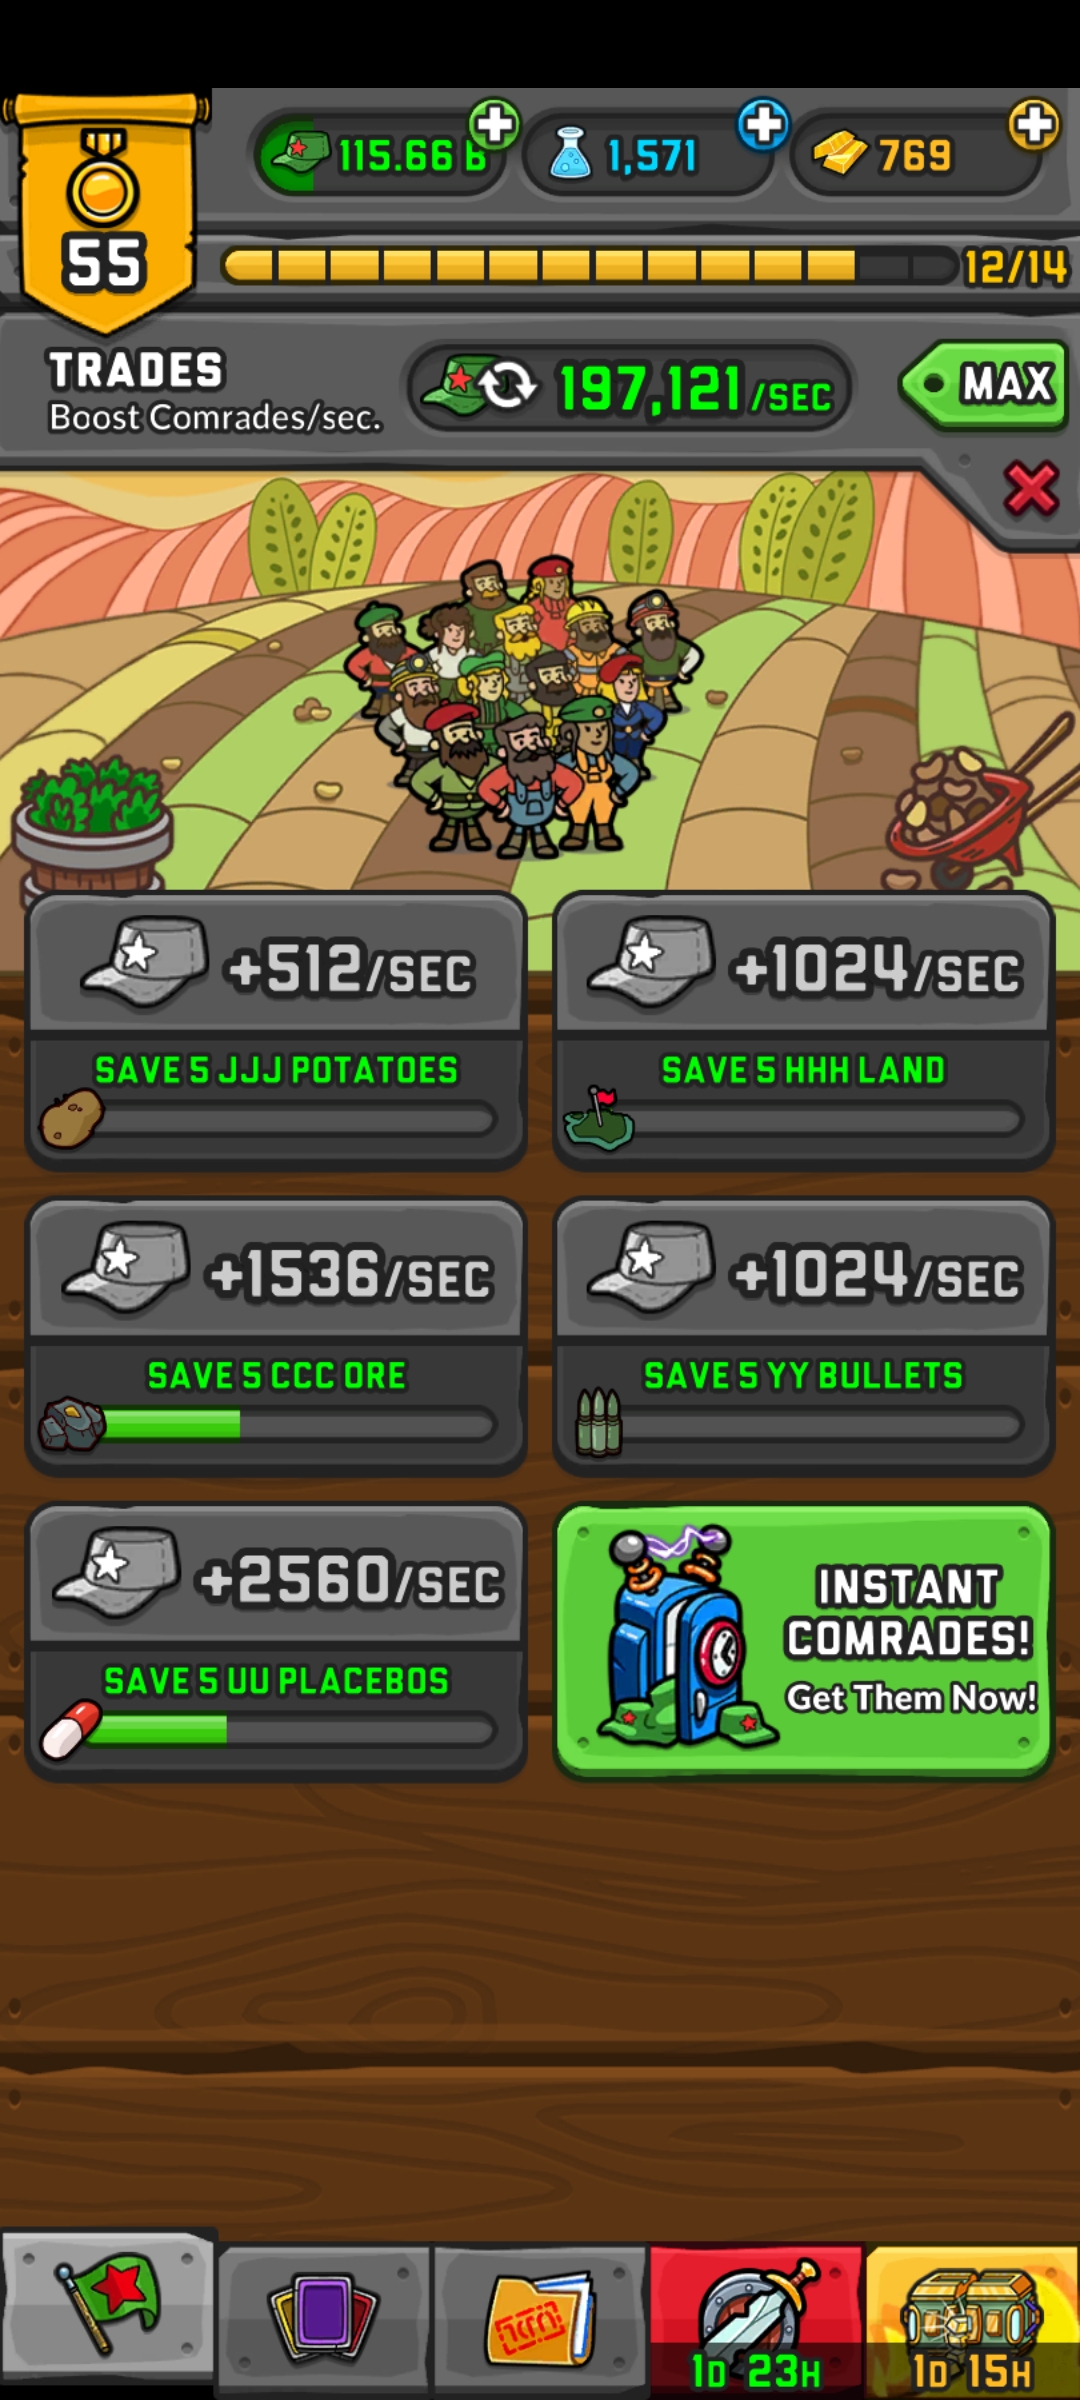 115.66 B
1,571
769
55
12/14
TRADES
Boost Comrades/sec.
197,121/SEC
MAX
+512/SEC
SAVE 5 JJJ POTATOES
+1024/SEC
SAVE 5 HHH LAND
+1536/SEC
SAVE 5 CCC ORE
+1024/SEC
SAVE 5 YY BULLETS
+2560/SEC
SAVE 5 UU PLACEBOS
INSTANT
COMRADES!
Get Them Now!
1D 23H
1D 15H